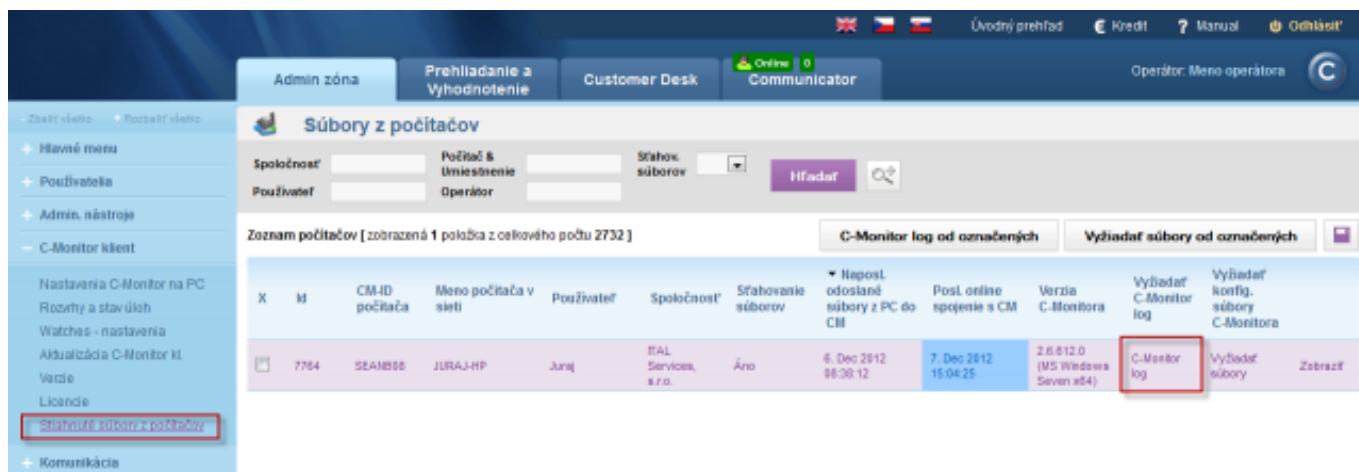 Úvodný prehľad € Kredit ? Manual Odhlásiť
Admin zóna
Prehliadanie a
Vyhodnotenie
Customer Desk
Online 0
Communicator
Operátor: Meno operátora
- Zbaliť všetko + Rozbaliť všetko
+ Hlavné menu
+ Používatelia
+ Admin. nástroje
– C-Monitor klient
Nastavenia C-Monitor na PC
Rozvrhy a stav úloh
Watches - nastavenia
Aktualizácia C-Monitor kl.
Verzie
Licencie
Stiahnuté súbory z počítačov
+ Komunikácia
Súbory z počítačov
Spoločnosť
Počítač &
Umiestnenie
Sťahov.
súborov
Hľadať
Používateľ
Operátor
Zoznam počítačov [ zobrazená 1 položka z celkového počtu 2732 ]
C-Monitor log od označených
Vyžiadať súbory od označených
X
Id
CM-ID
počítača
Meno počítača v
sieti
Používateľ
Spoločnosť
Sťahovanie
súborov
▼ Naposl.
odoslané
súbory z PC do
CM
Posl. online
spojenie s CM
Verzia
C-Monitora
Vyžiadať
C-Monitor
log
Vyžiadať
konfig.
súbory
C-Monitora
7764
SEANB08
JURAJ-HP
Juraj
ITAL
Services,
s.r.o.
Áno
6. Dec 2012
08:38:12
7. Dec 2012
15:04:25
2.6.612.0
(MS Windows
Seven x64)
C-Monitor
log
Vyžiadať
súbory
Zobraziť